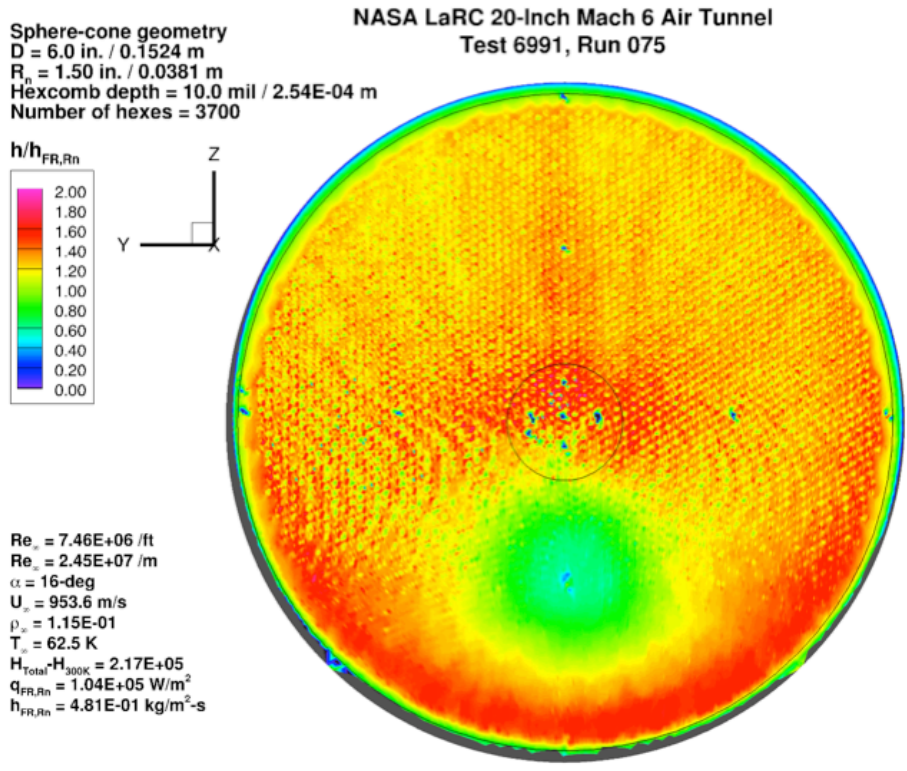 NASA LaRC 20-Inch Mach 6 Air Tunnel
Test 6991, Run 075
Sphere-cone geometry
D = 6.0 in. / 0.1524 m
Rn = 1.50 in. / 0.0381 m
Hexcomb depth = 10.0 mil / 2.54E-04 m
Number of hexes = 3700
h/hFR,Rn
2.00
1.80
1.60
1.40
1.20
1.00
0.80
0.60
0.40
0.20
0.00
Z
Y
X
Re∞ = 7.46E+06 /ft
Re∞ = 2.45E+07 /m
α = 16-deg
U∞ = 953.6 m/s
ρ∞ = 1.15E-01
T∞ = 62.5 K
HTotal-H300K = 2.17E+05
qFR,Rn = 1.04E+05 W/m²
hFR,Rn = 4.81E-01 kg/m²-s